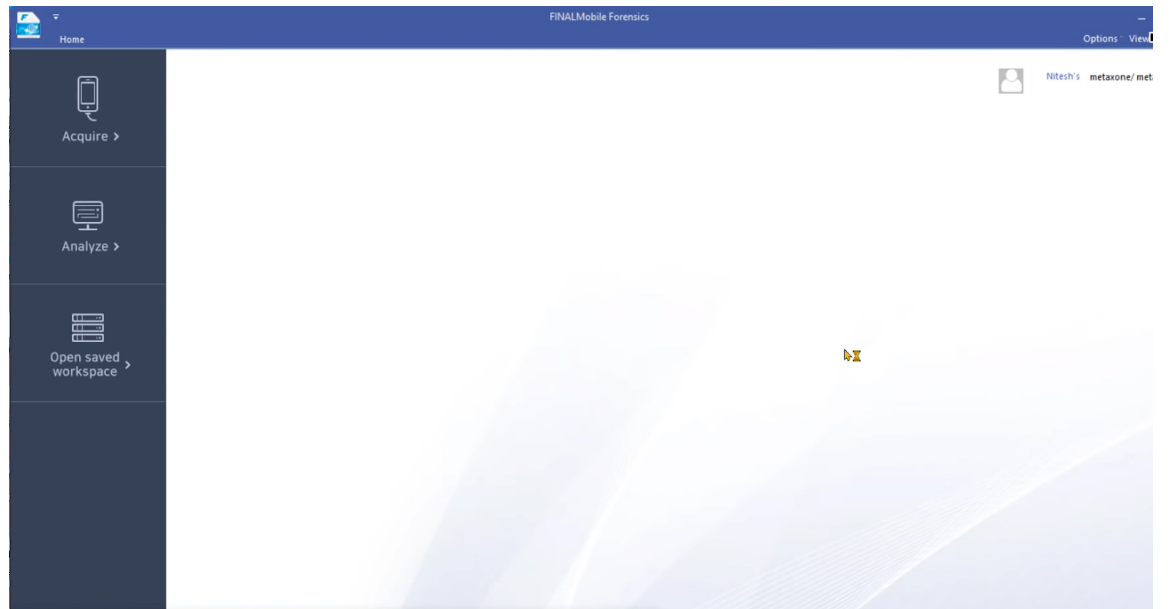 FINALMobile Forensics
Home
Options View
Nitesh's metaxone/ met
Acquire >
Analyze >
Open saved
workspace >